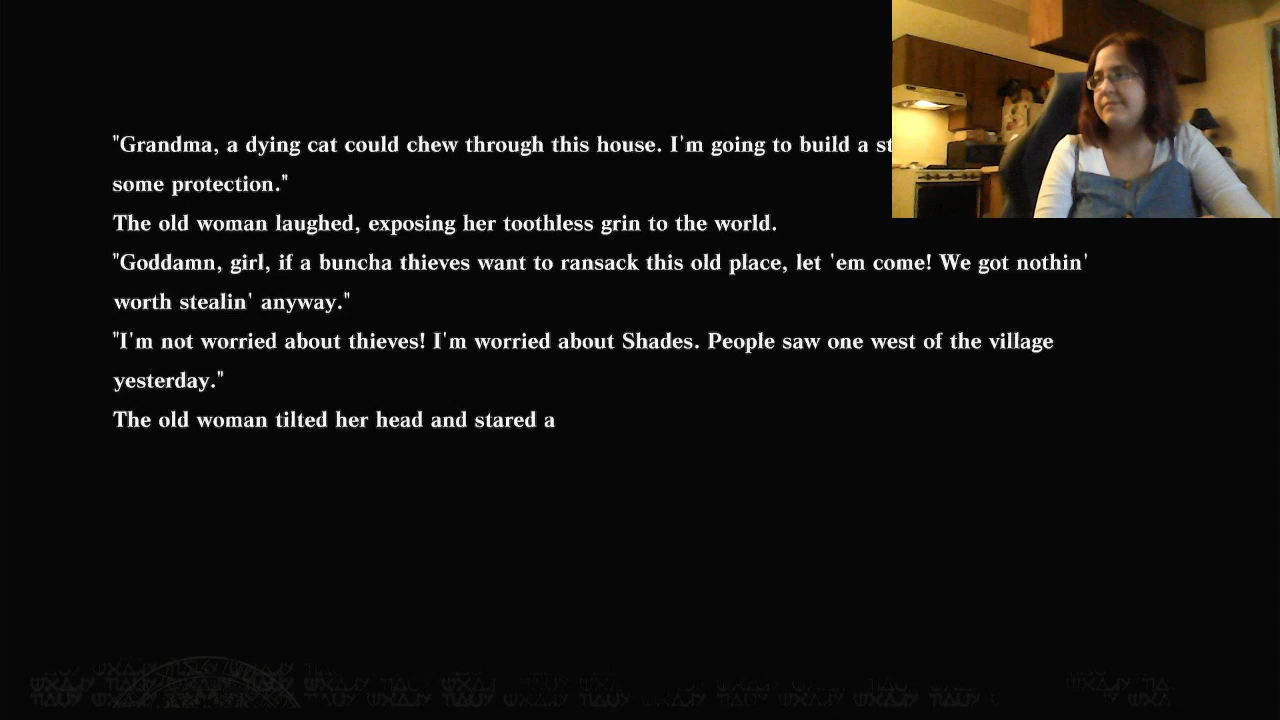 "Grandma, a dying cat could chew through this house. I'm going to build a
some protection."
The old woman laughed, exposing her toothless grin to the world.
"Goddamn, girl, if a buncha thieves want to ransack this old place, let 'em come! We got nothin'
worth stealin' anyway."
"I'm not worried about thieves! I'm worried about Shades. People saw one west of the village
yesterday."
The old woman tilted her head and stared a